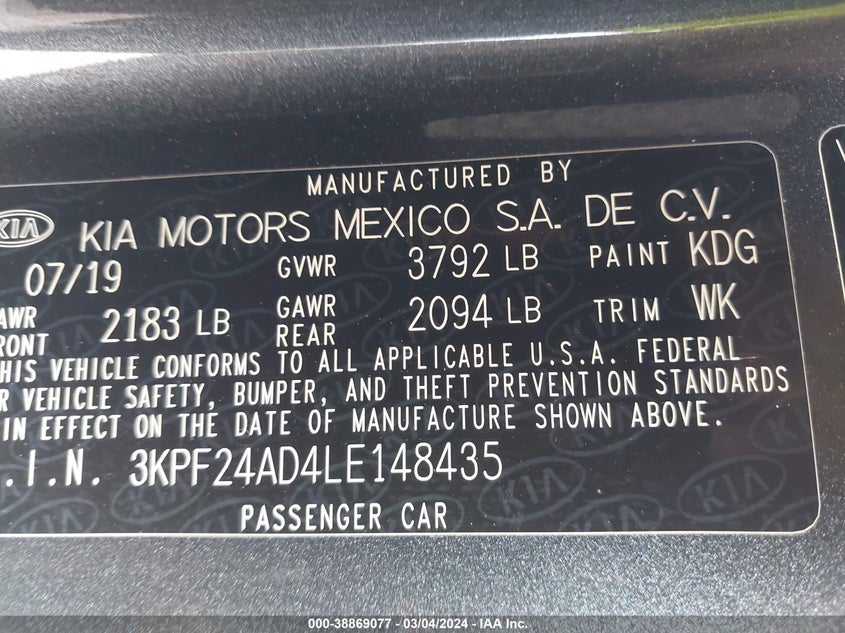 MANUFACTURED BY
KIA KIA MOTORS MEXICO S.A. DE C.V.
07/19 GVWR 3792 LB PAINT KDG
AWR FRONT 2183 LB GAWR REAR 2094 LB TRIM WK
HIS VEHICLE CONFORMS TO ALL APPLICABLE U.S.A. FEDERAL
R VEHICLE SAFETY, BUMPER, AND THEFT PREVENTION STANDARDS
IN EFFECT ON THE DATE OF MANUFACTURE SHOWN ABOVE.
.I.N. 3KPF24AD4LE148435
PASSENGER CAR
000-38869077 — 03/04/2024 — IAA Inc.